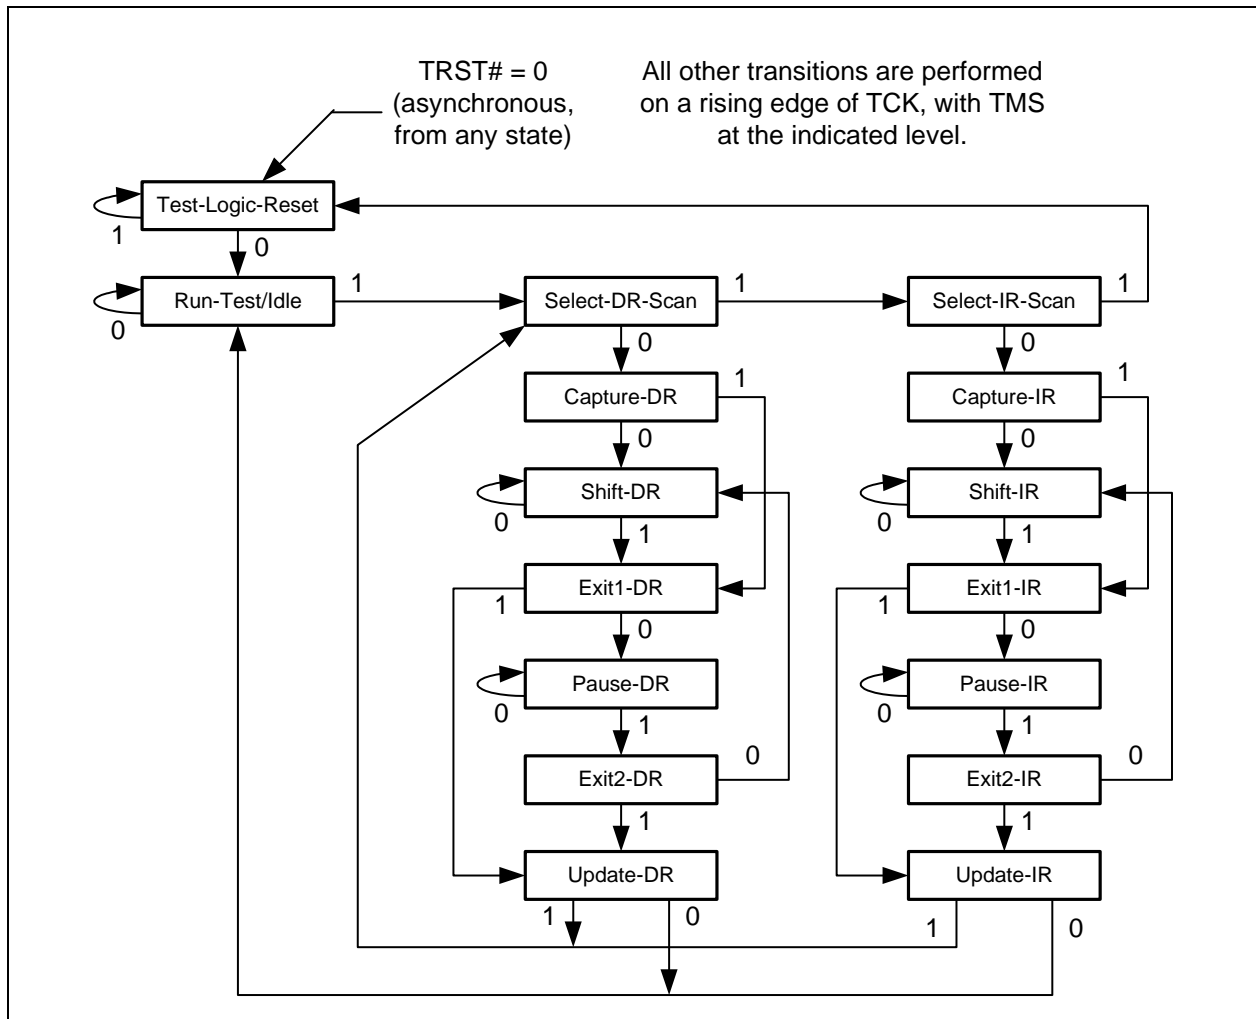 TRST# = 0
(asynchronous,
from any state)
All other transitions are performed
on a rising edge of TCK, with TMS
at the indicated level.
Test-Logic-Reset
1
0
Run-Test/Idle
1
Select-DR-Scan
1
Select-IR-Scan
1
0
0
0
Capture-DR
1
Capture-IR
1
0
0
Shift-DR
Shift-IR
0
1
0
1
Exit1-DR
Exit1-IR
1
0
1
0
Pause-DR
Pause-IR
0
1
0
1
Exit2-DR
0
Exit2-IR
0
1
1
Update-DR
Update-IR
1
0
1
0